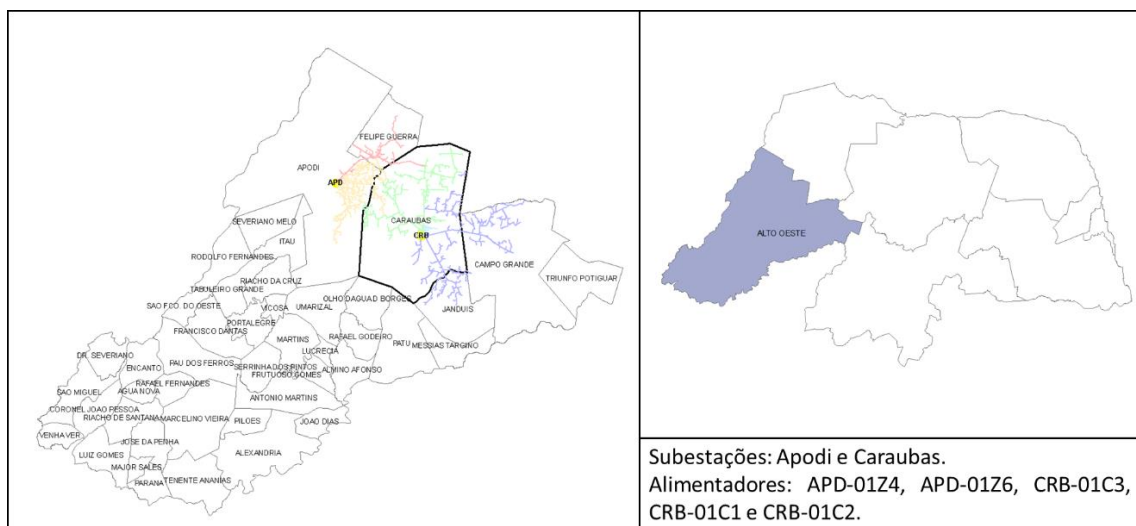 FELIPE GUERRA
APODI
APD
CARAUBAS
SEVERIANO MELO
CRB
ITAU
RODOLFO FERNANDES
CAMPO GRANDE
TRIUNFO POTIGUAR
RIACHO DA CRUZ
TABULEIRO GRANDE
OLHO DAGUA D BORGES
SAO FCO. DO OESTE
VICOSA
UMARIZAL
JANDUIS
PORTALEGRE
FRANCISCO DANTAS
MARTINS
RAFAEL GODEIRO
PATU
MESSIAS TARGINO
LUCRECIA
DR. SEVERIANO
PAU DOS FERROS
SERRINHA DOS PINTOS
ALMINO AFONSO
ENCANTO
FRUTUOSO GOMES
RAFAEL FERNANDES
SAO MIGUEL
AGUA NOVA
ANTONIO MARTINS
CORONEL JOAO PESSOA
RIACHO DE SANTANA
MARCELINO VIEIRA
PILOES
JOAO DIAS
VENHA VER
JOSE DA PENHA
LUIZ GOMES
ALEXANDRIA
MAJOR SALES
TENENTE ANANIAS
PARANA
ALTO OESTE
Subestações: Apodi e Caraubas.
Alimentadores: APD-01Z4, APD-01Z6, CRB-01C3,
CRB-01C1 e CRB-01C2.